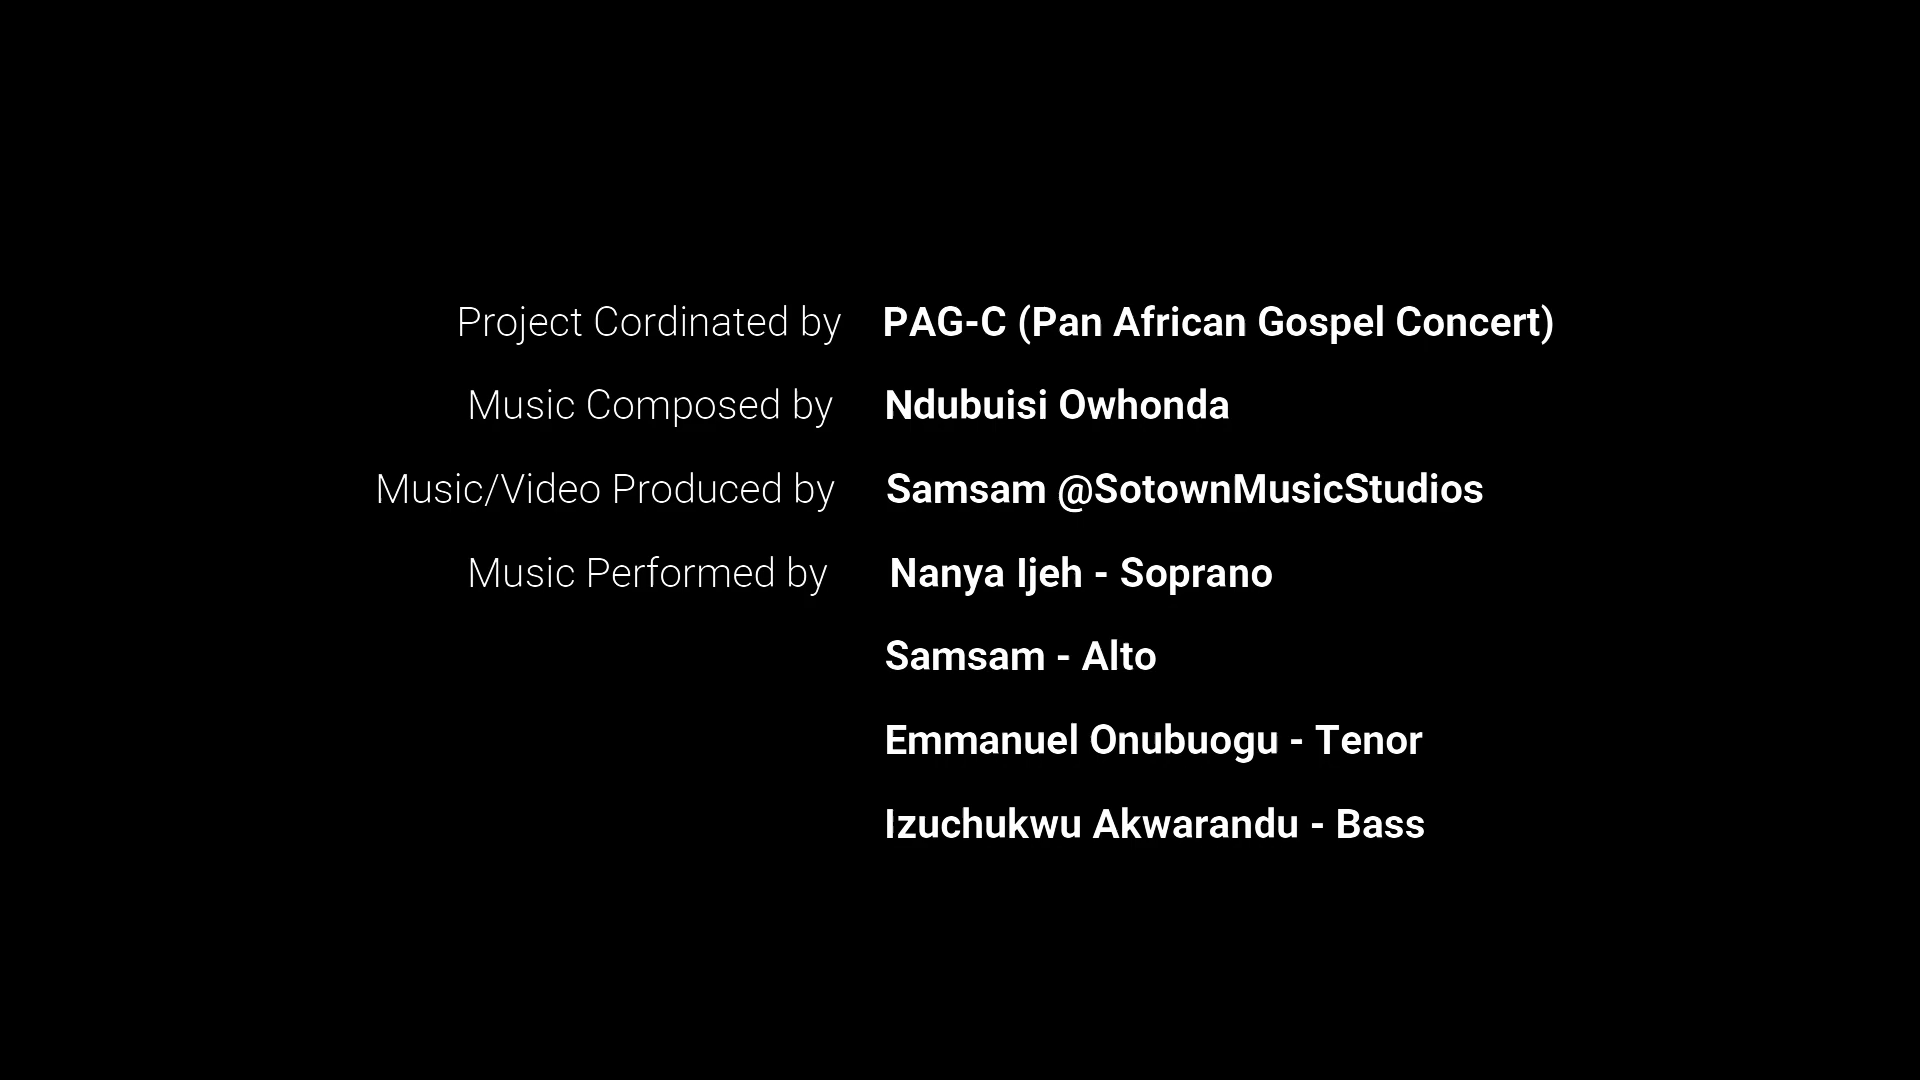 Project Cordinated by PAG-C (Pan African Gospel Concert)
Music Composed by Ndubuisi Owhonda
Music/Video Produced by Samsam @SotownMusicStudios
Music Performed by Nanya Ijeh - Soprano
Samsam - Alto
Emmanuel Onubuogu - Tenor
Izuchukwu Akwarandu - Bass